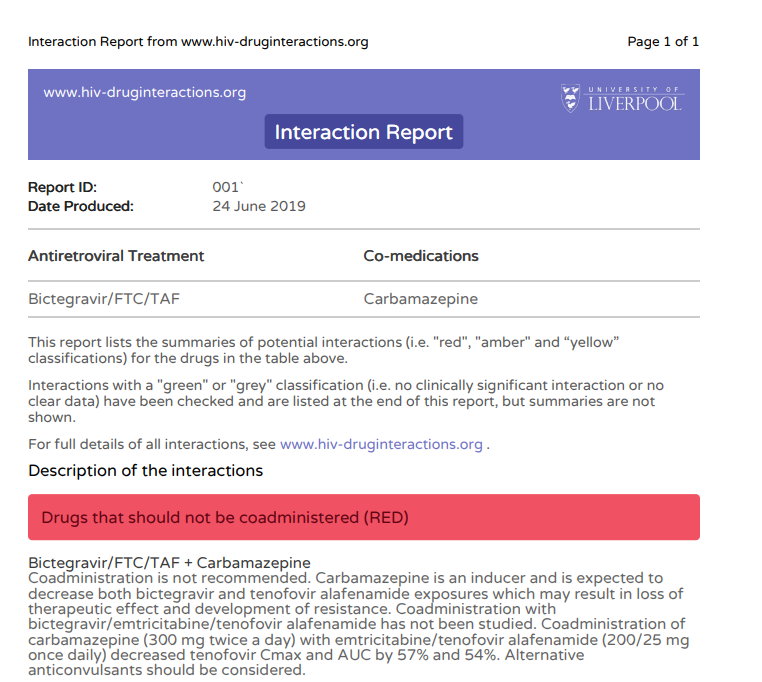 Interaction Report from www.hiv-druginteractions.org Page 1 of 1
www.hiv-druginteractions.org
UNIVERSITY OF
LIVERPOOL
Interaction Report
Report ID: 001`
Date Produced: 24 June 2019
Antiretroviral Treatment Co-medications
Bictegravir/FTC/TAF Carbamazepine
This report lists the summaries of potential interactions (i.e. "red", "amber" and “yellow”
classifications) for the drugs in the table above.
Interactions with a "green" or "grey" classification (i.e. no clinically significant interaction or no
clear data) have been checked and are listed at the end of this report, but summaries are not
shown.
For full details of all interactions, see www.hiv-druginteractions.org .
Description of the interactions
Drugs that should not be coadministered (RED)
Bictegravir/FTC/TAF + Carbamazepine
Coadministration is not recommended. Carbamazepine is an inducer and is expected to
decrease both bictegravir and tenofovir alafenamide exposures which may result in loss of
therapeutic effect and development of resistance. Coadministration with
bictegravir/emtricitabine/tenofovir alafenamide has not been studied. Coadministration of
carbamazepine (300 mg twice a day) with emtricitabine/tenofovir alafenamide (200/25 mg
once daily) decreased tenofovir Cmax and AUC by 57% and 54%. Alternative
anticonvulsants should be considered.